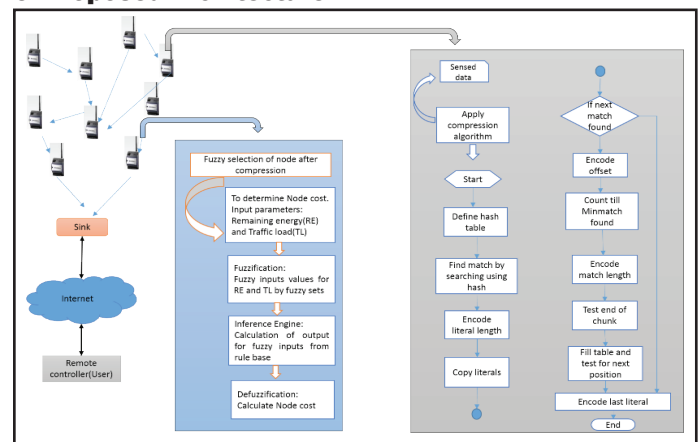 Sink
Internet
Remote
controller(User)
Fuzzy selection of node after
compression
To determine Node cost.
Input parameters:
Remaining energy(RE)
and Traffic load(TL)
Fuzzification:
Fuzzy inputs values for
RE and TL by fuzzy sets
Inference Engine:
Calculation of output
for fuzzy inputs from
rule base
Defuzzification:
Calculate Node cost
Sensed
data
Apply
compression
algorithm
Start
Define hash
table
Find match by
searching using
hash
Encode
literal length
Copy literals
If next
match
found
Encode
offset
Count till
Minmatch
found
Encode
match length
Test end of
chunk
Fill table and
test for next
position
Encode last literal
End